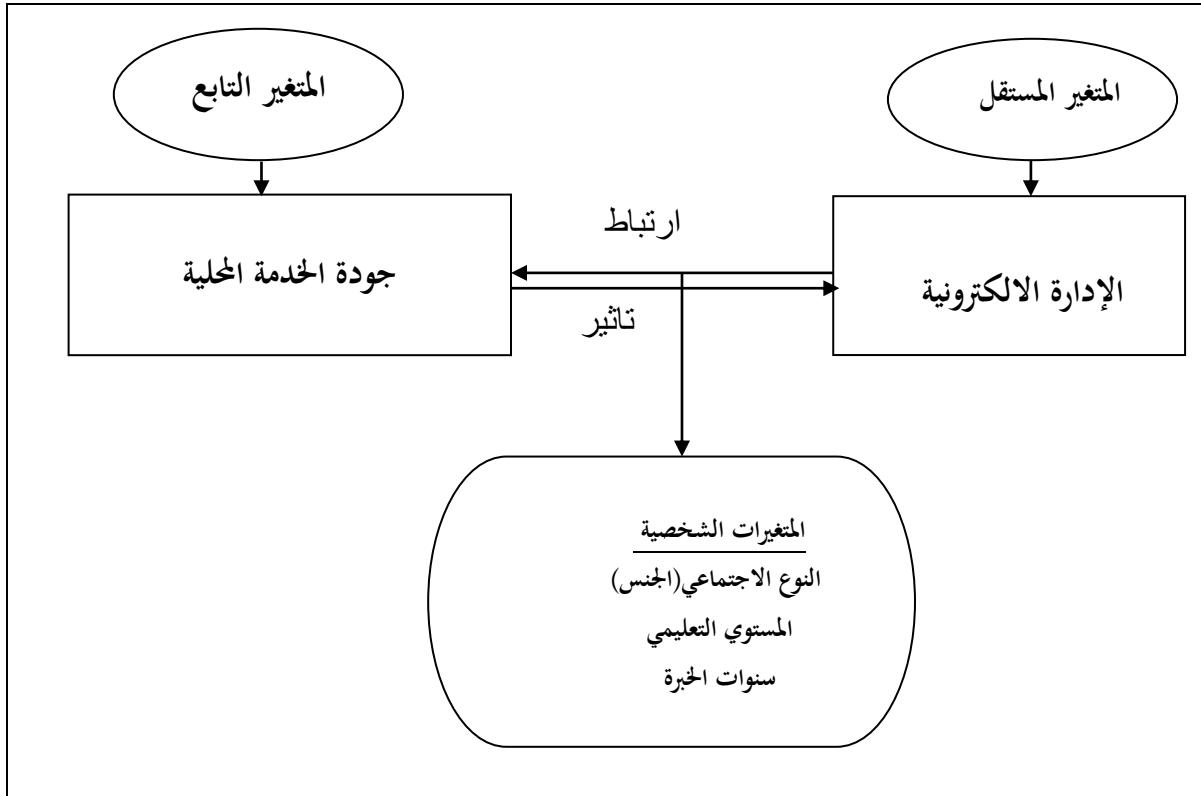 المتغير المستقل
المتغير التابع
ارتباط
الإدارة الالكترونية
جودة الخدمة المحلية
تاثير
المتغيرات الشخصية
النوع الاجتماعي(الجنس)
المستوي التعليمي
سنوات الخبرة